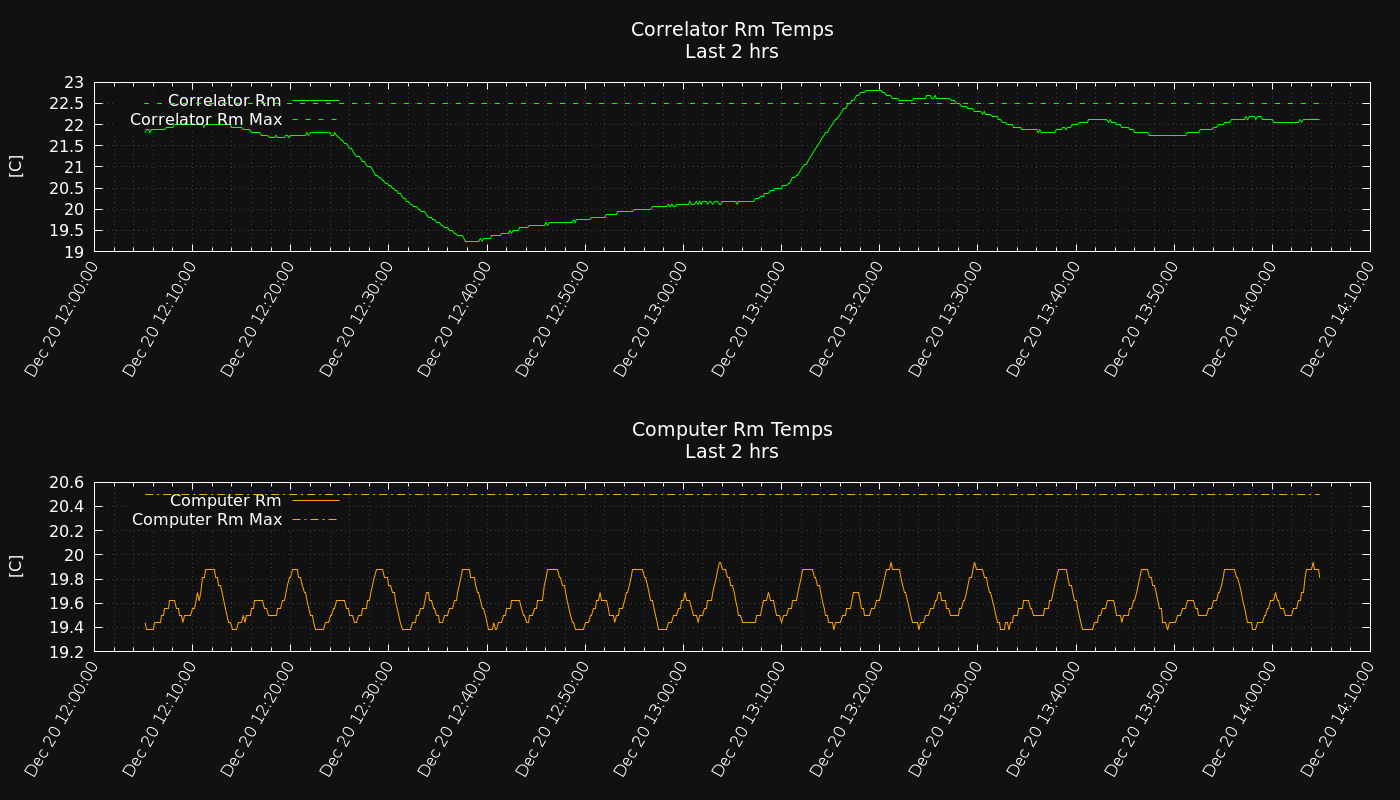 Correlator Rm Temps
Last 2 hrs
[C]
23
22.5
22
21.5
21
20.5
20
19.5
19
Correlator Rm
Correlator Rm Max
Dec 20 12:00:00
Dec 20 12:10:00
Dec 20 12:20:00
Dec 20 12:30:00
Dec 20 12:40:00
Dec 20 12:50:00
Dec 20 13:00:00
Dec 20 13:10:00
Dec 20 13:20:00
Dec 20 13:30:00
Dec 20 13:40:00
Dec 20 13:50:00
Dec 20 14:00:00
Dec 20 14:10:00
Computer Rm Temps
Last 2 hrs
[C]
20.6
20.4
20.2
20
19.8
19.6
19.4
19.2
Computer Rm
Computer Rm Max
Dec 20 12:00:00
Dec 20 12:10:00
Dec 20 12:20:00
Dec 20 12:30:00
Dec 20 12:40:00
Dec 20 12:50:00
Dec 20 13:00:00
Dec 20 13:10:00
Dec 20 13:20:00
Dec 20 13:30:00
Dec 20 13:40:00
Dec 20 13:50:00
Dec 20 14:00:00
Dec 20 14:10:00